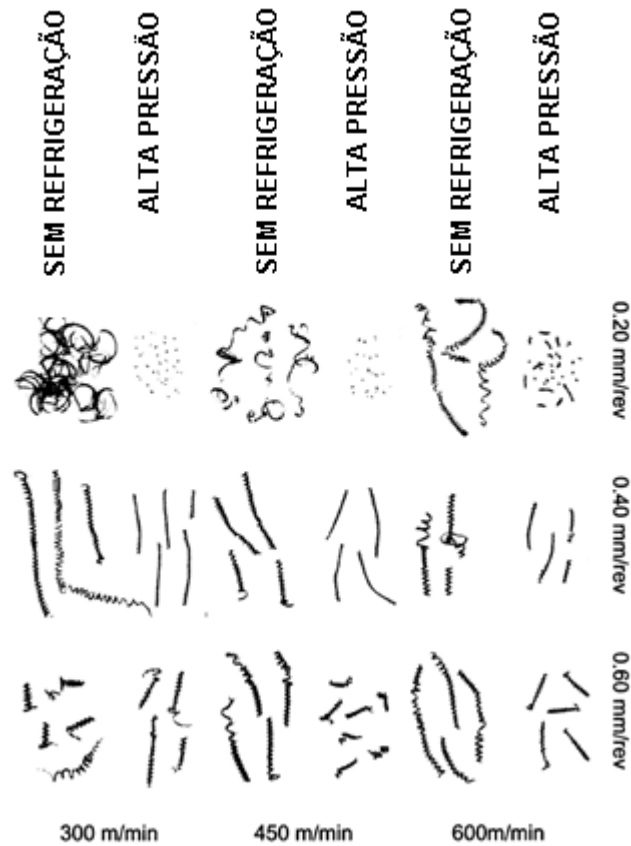 SEM REFRIGERAÇÃO
ALTA PRESSÃO
SEM REFRIGERAÇÃO
ALTA PRESSÃO
SEM REFRIGERAÇÃO
ALTA PRESSÃO
0.20 mm/rev
0.40 mm/rev
0.60 mm/rev
300 m/min
450 m/min
600m/min